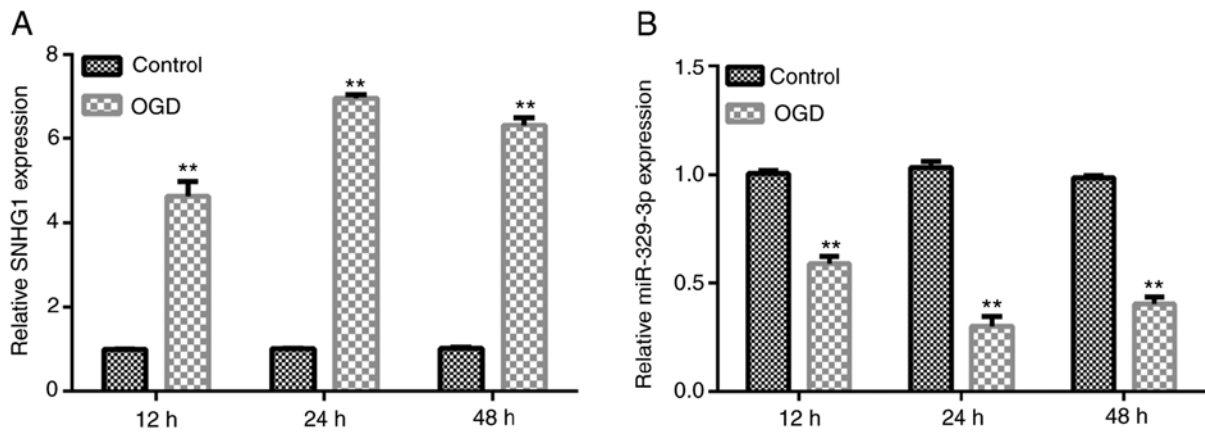 A
Relative SNHG1 expression
8
6
4
2
0
Control
OGD
**
**
**
12 h
24 h
48 h
B
Relative miR-329-3p expression
1.5
1.0
0.5
0.0
Control
OGD
**
**
**
12 h
24 h
48 h